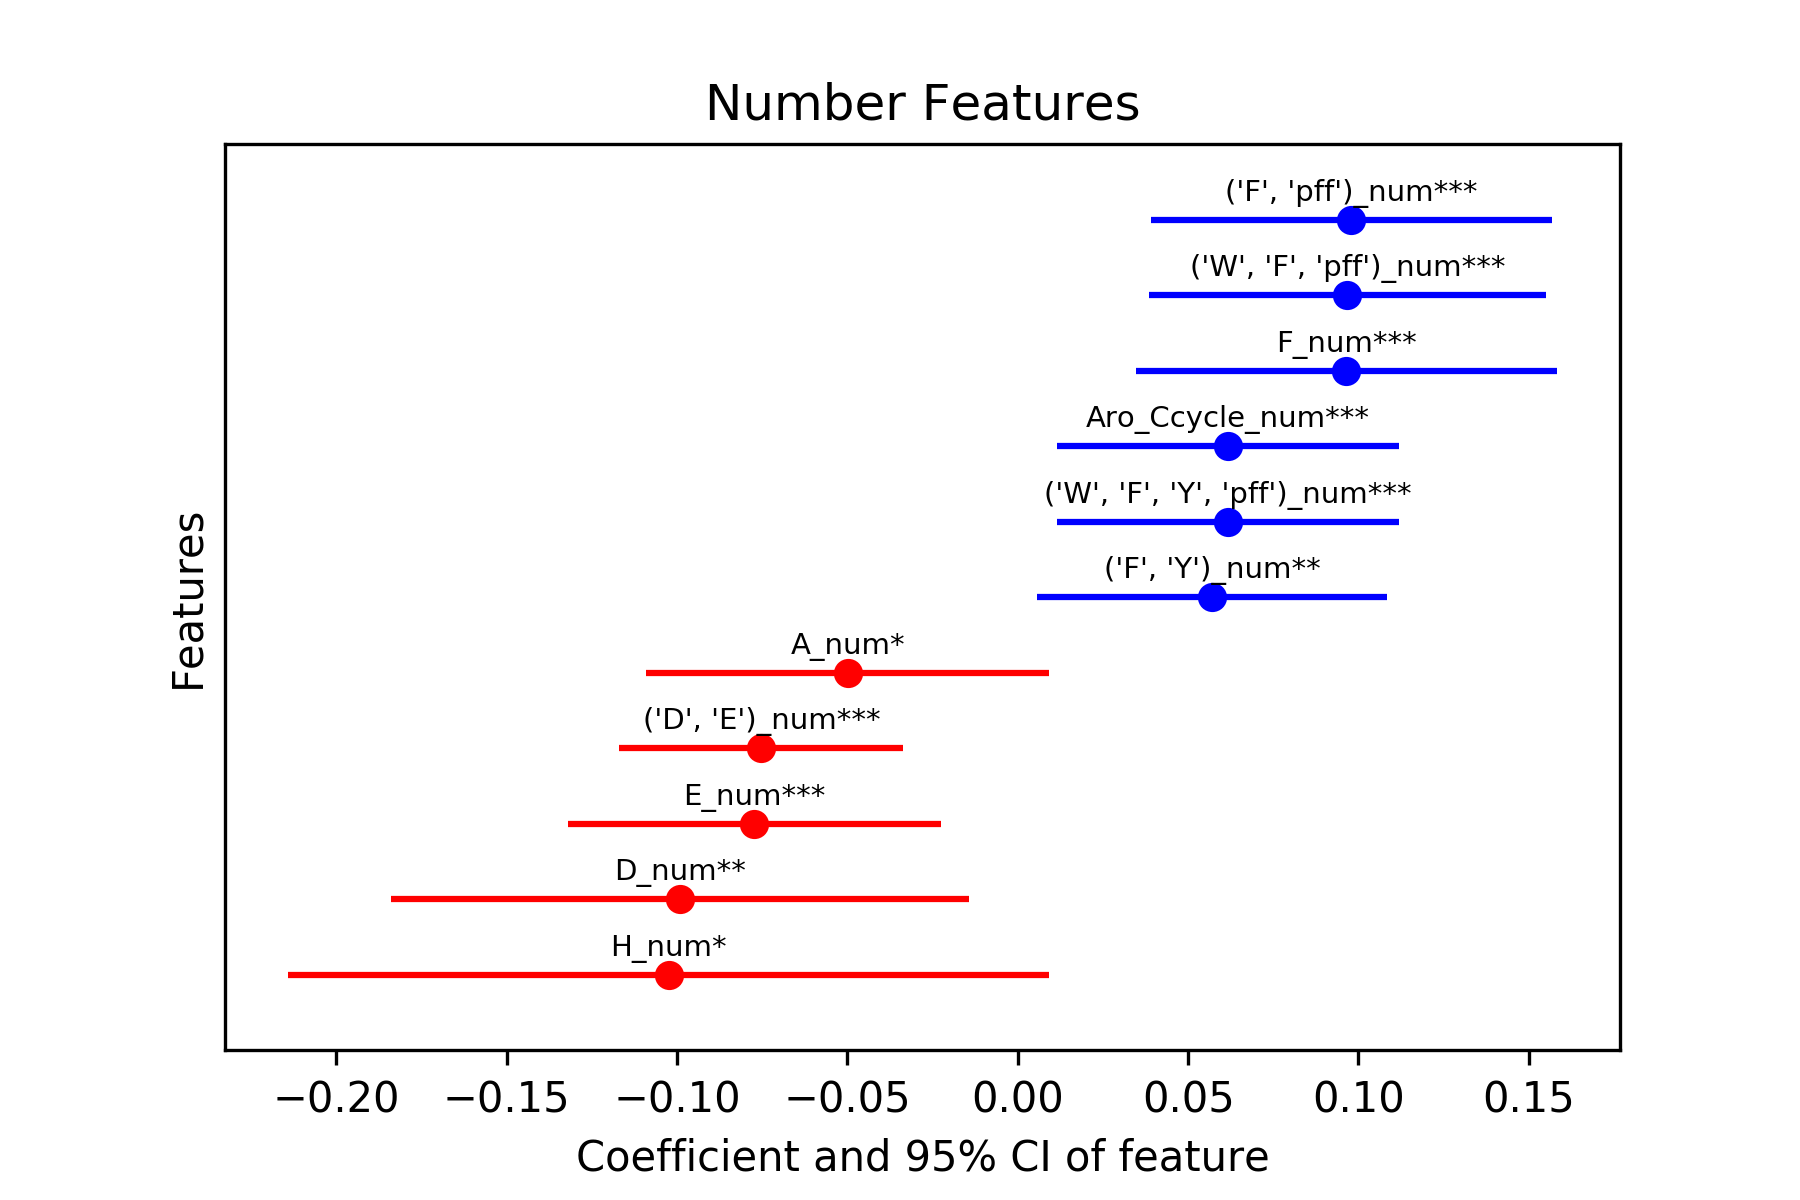 Number Features
('F', 'pff')_num***
('W', 'F', 'pff')_num***
F_num***
Aro_Ccycle_num***
('W', 'F', 'Y', 'pff')_num***
('F', 'Y')_num**
A_num*
('D', 'E')_num***
E_num***
D_num**
H_num*
Features
−0.20 −0.15 −0.10 −0.05 0.00 0.05 0.10 0.15
Coefficient and 95% CI of feature